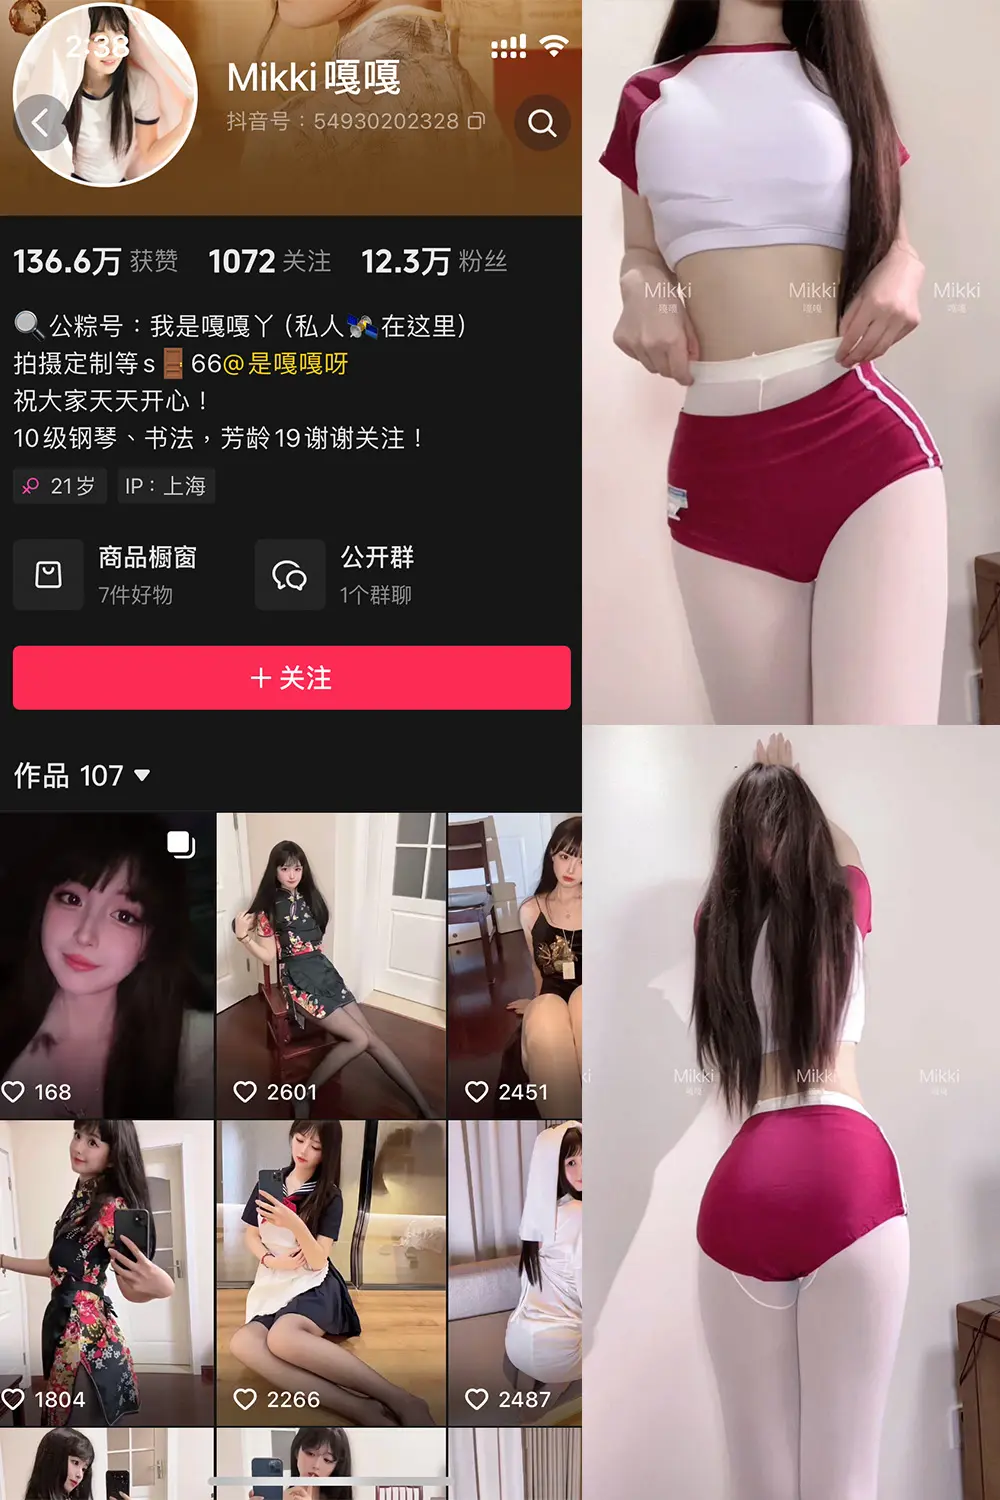 2:38
Mikki嘎嘎
抖音号：54930202328
136.6万 获赞 1072 关注 12.3万 粉丝
🔍公粽号：我是嘎嘎丫 (私人🛰️在这里)
拍摄定制等s🚪66@是嘎嘎呀
祝大家天天开心！
10级钢琴、书法，芳龄19谢谢关注！
♀ 21岁 IP：上海
商品橱窗 公开群
7件好物 1个群聊
+ 关注
作品 107
168 2601 2451
1804 2266 2487
Mikki Mikki Mikki
嘎嘎 嘎嘎 嘎嘎
ki Mikki Mikki Mikki
嘎嘎 嘎嘎 嘎嘎